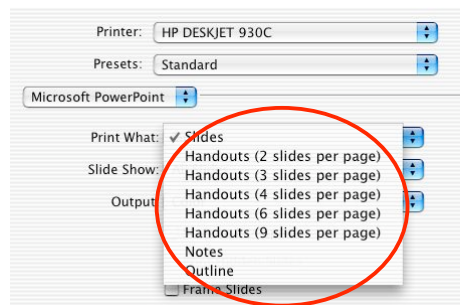 Printer: HP DESKJET 930C
Presets: Standard
Microsoft PowerPoint
Print What: ✓ Slides
Handouts (2 slides per page)
Slide Show: Handouts (3 slides per page)
Handouts (4 slides per page)
Output Handouts (6 slides per page)
Handouts (9 slides per page)
Notes
Outline
Frame Slides